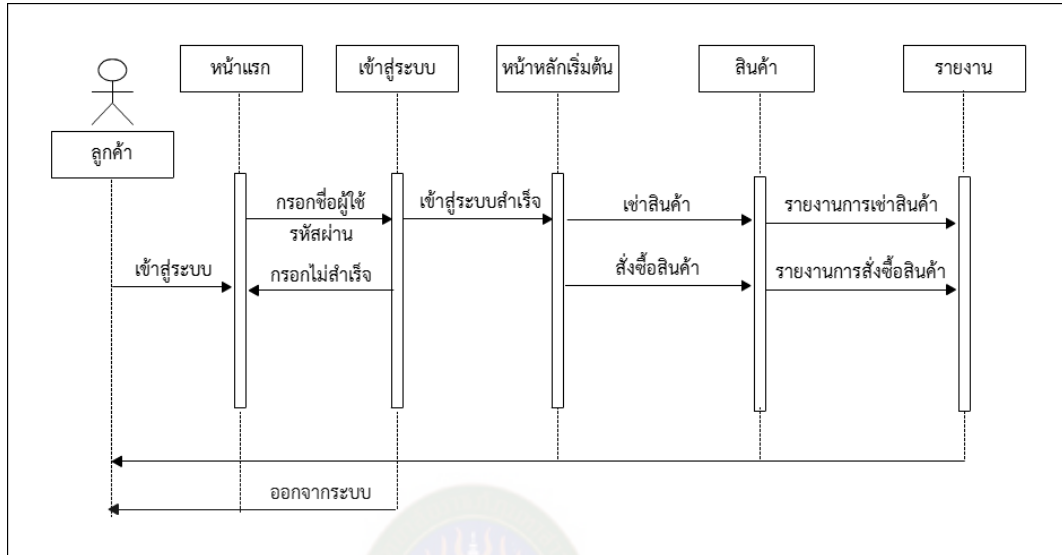 หน้าแรก
เข้าสู่ระบบ
หน้าหลักเริ่มต้น
สินค้า
รายงาน
ลูกค้า
กรอกชื่อผู้ใช้
รหัสผ่าน
เข้าสู่ระบบสำเร็จ
เช่าสินค้า
รายงานการเช่าสินค้า
เข้าสู่ระบบ
กรอกไม่สำเร็จ
สั่งซื้อสินค้า
รายงานการสั่งซื้อสินค้า
ออกจากระบบ